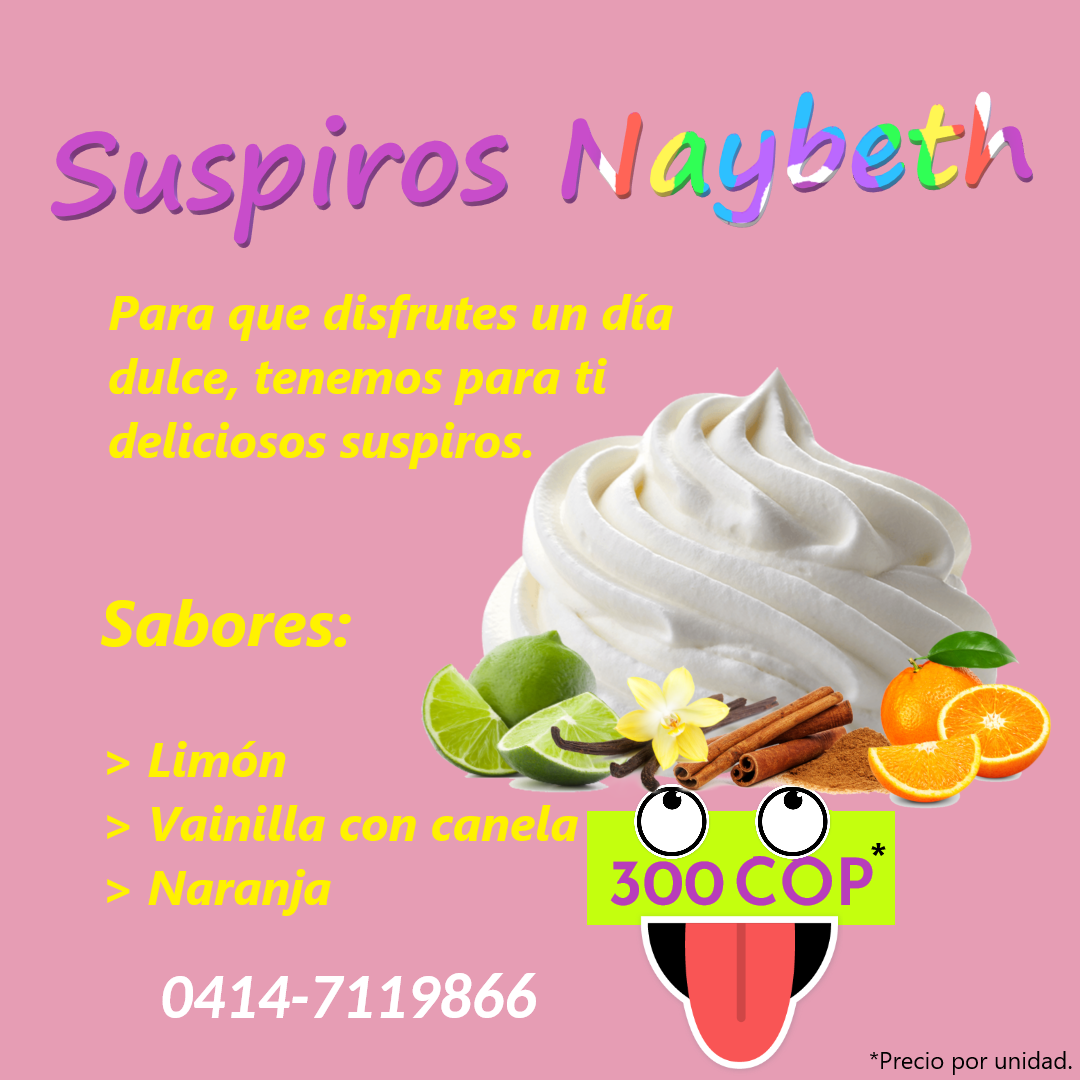 Suspiros Naybeth
Para que disfrutes un día
dulce, tenemos para ti
deliciosos suspiros.
Sabores:
> Limón
> Vainilla con canela
> Naranja
300 COP*
0414-7119866
*Precio por unidad.